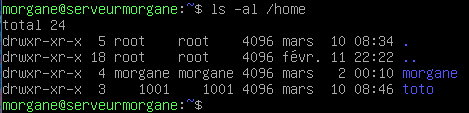 morgane@serveurmorgane:~$ ls -al /home
total 24
drwxr-xr-x  5 root    root    4096 mars  10 08:34 .
drwxr-xr-x 18 root    root    4096 févr. 11 22:22 ..
drwxr-xr-x  4 morgane morgane 4096 mars   2 00:10 morgane
drwxr-xr-x  3    1001    1001 4096 mars  10 08:46 toto
morgane@serveurmorgane:~$